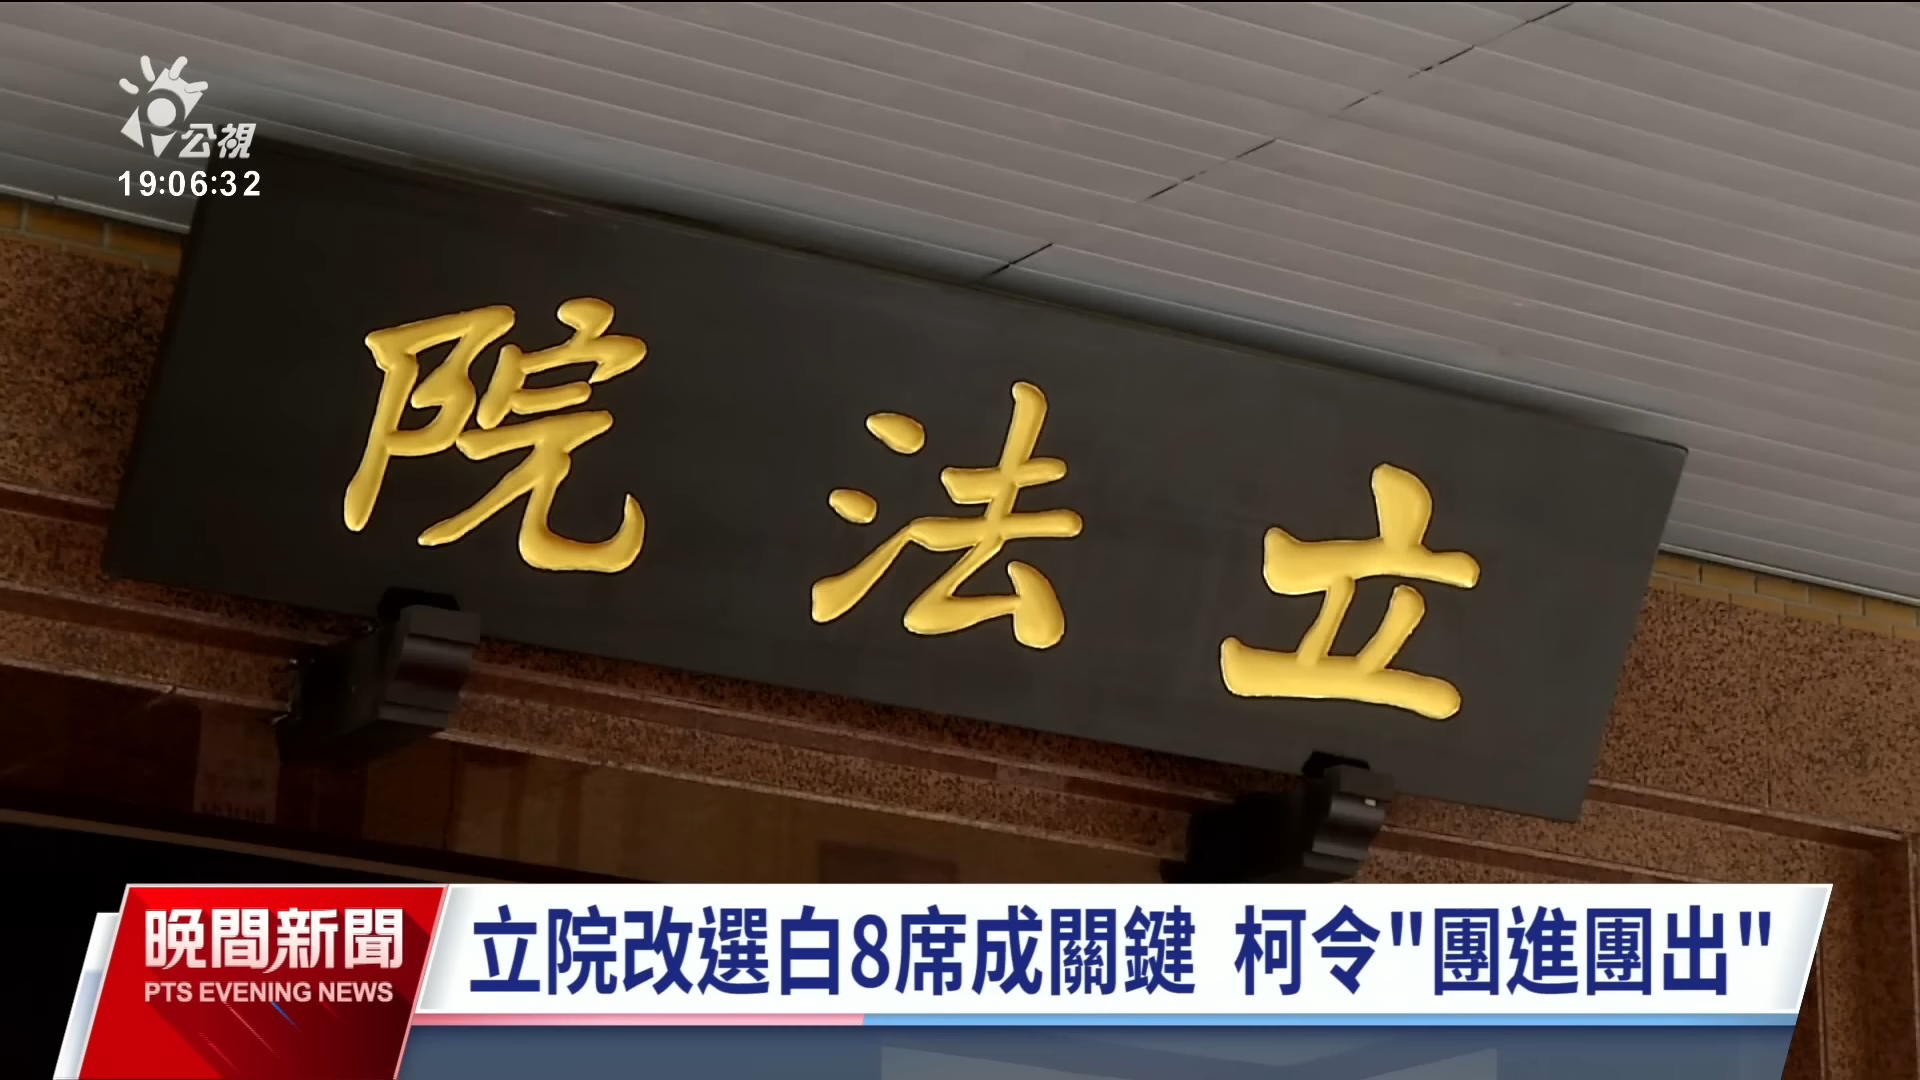 公視
19:06:32
院法立
晚間新聞
PTS EVENING NEWS
立院改選白8席成關鍵 柯令"團進團出"